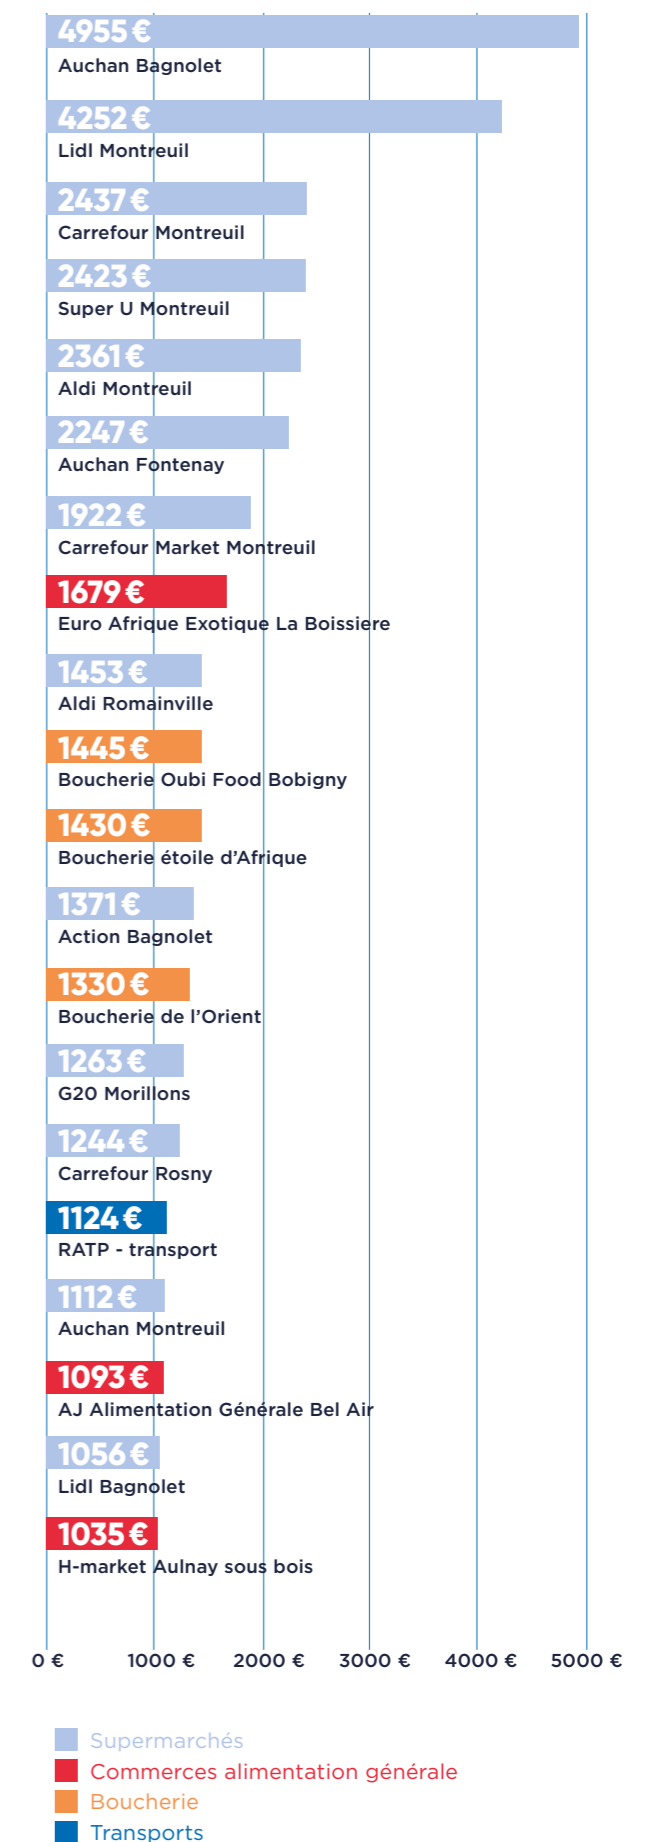 4955 €
Auchan Bagnolet
4252 €
Lidl Montreuil
2437 €
Carrefour Montreuil
2423 €
Super U Montreuil
2361 €
Aldi Montreuil
2247 €
Auchan Fontenay
1922 €
Carrefour Market Montreuil
1679 €
Euro Afrique Exotique La Boissiere
1453 €
Aldi Romainville
1445 €
Boucherie Oubi Food Bobigny
1430 €
Boucherie étoile d’Afrique
1371 €
Action Bagnolet
1330 €
Boucherie de l’Orient
1263 €
G20 Morillons
1244 €
Carrefour Rosny
1124 €
RATP - transport
1112 €
Auchan Montreuil
1093 €
AJ Alimentation Générale Bel Air
1056 €
Lidl Bagnolet
1035 €
H-market Aulnay sous bois
0 € 1000 € 2000 € 3000 € 4000 € 5000 €
Supermarchés
Commerces alimentation générale
Boucherie
Transports